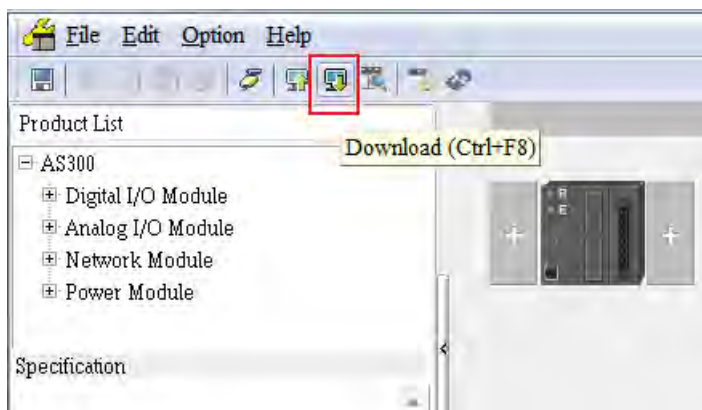 File Edit Option Help
Product List
Download (Ctrl+F8)
AS300
Digital I/O Module
Analog I/O Module
Network Module
Power Module
R
E
Specification